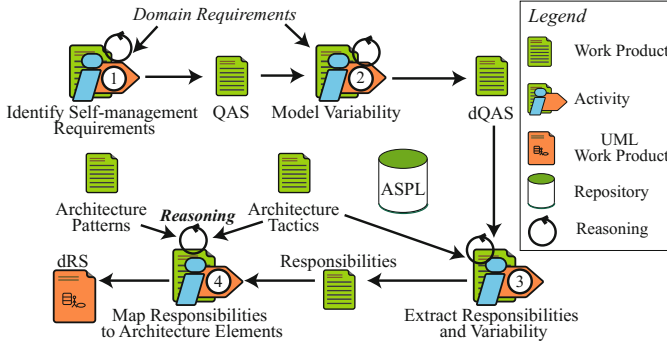 Domain Requirements
Legend
Work Product
1
2
Identify Self-management
Requirements
QAS
Model Variability
dQAS
Activity
UML
Work Product
ASPL
Repository
Architecture
Patterns
Reasoning
Architecture
Tactics
Reasoning
dRS
Responsibilities
4
3
Map Responsibilities
to Architecture Elements
Extract Responsibilities
and Variability